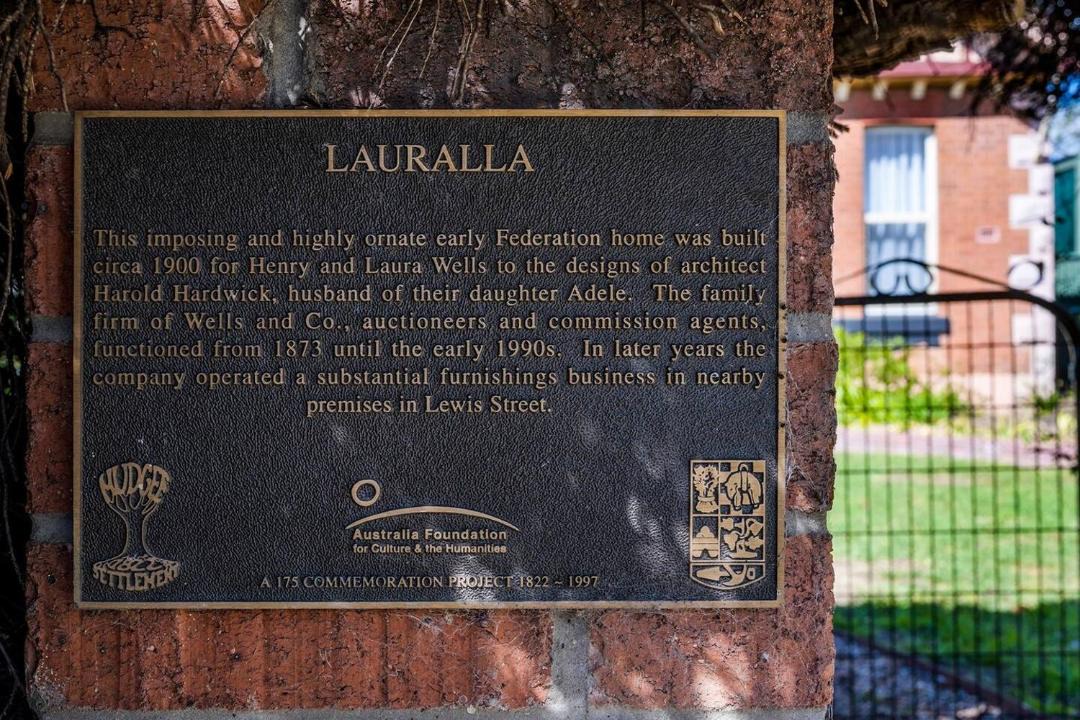 LAURALLA
This imposing and highly ornate early Federation home was built
circa 1900 for Henry and Laura Wells to the designs of architect
Harold Hardwick, husband of their daughter Adele. The family
firm of Wells and Co., auctioneers and commission agents,
functioned from 1873 until the early 1990s. In later years the
company operated a substantial furnishings business in nearby
premises in Lewis Street.
MUDGEE
1822
SETTLEMENT
Australia Foundation
for Culture & the Humanities
A 175 COMMEMORATION PROJECT 1822 ~ 1997